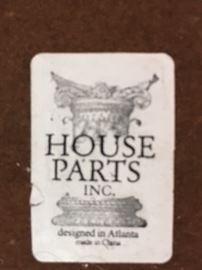 HOUSE
PARTS
INC.
designed in Atlanta
made in China